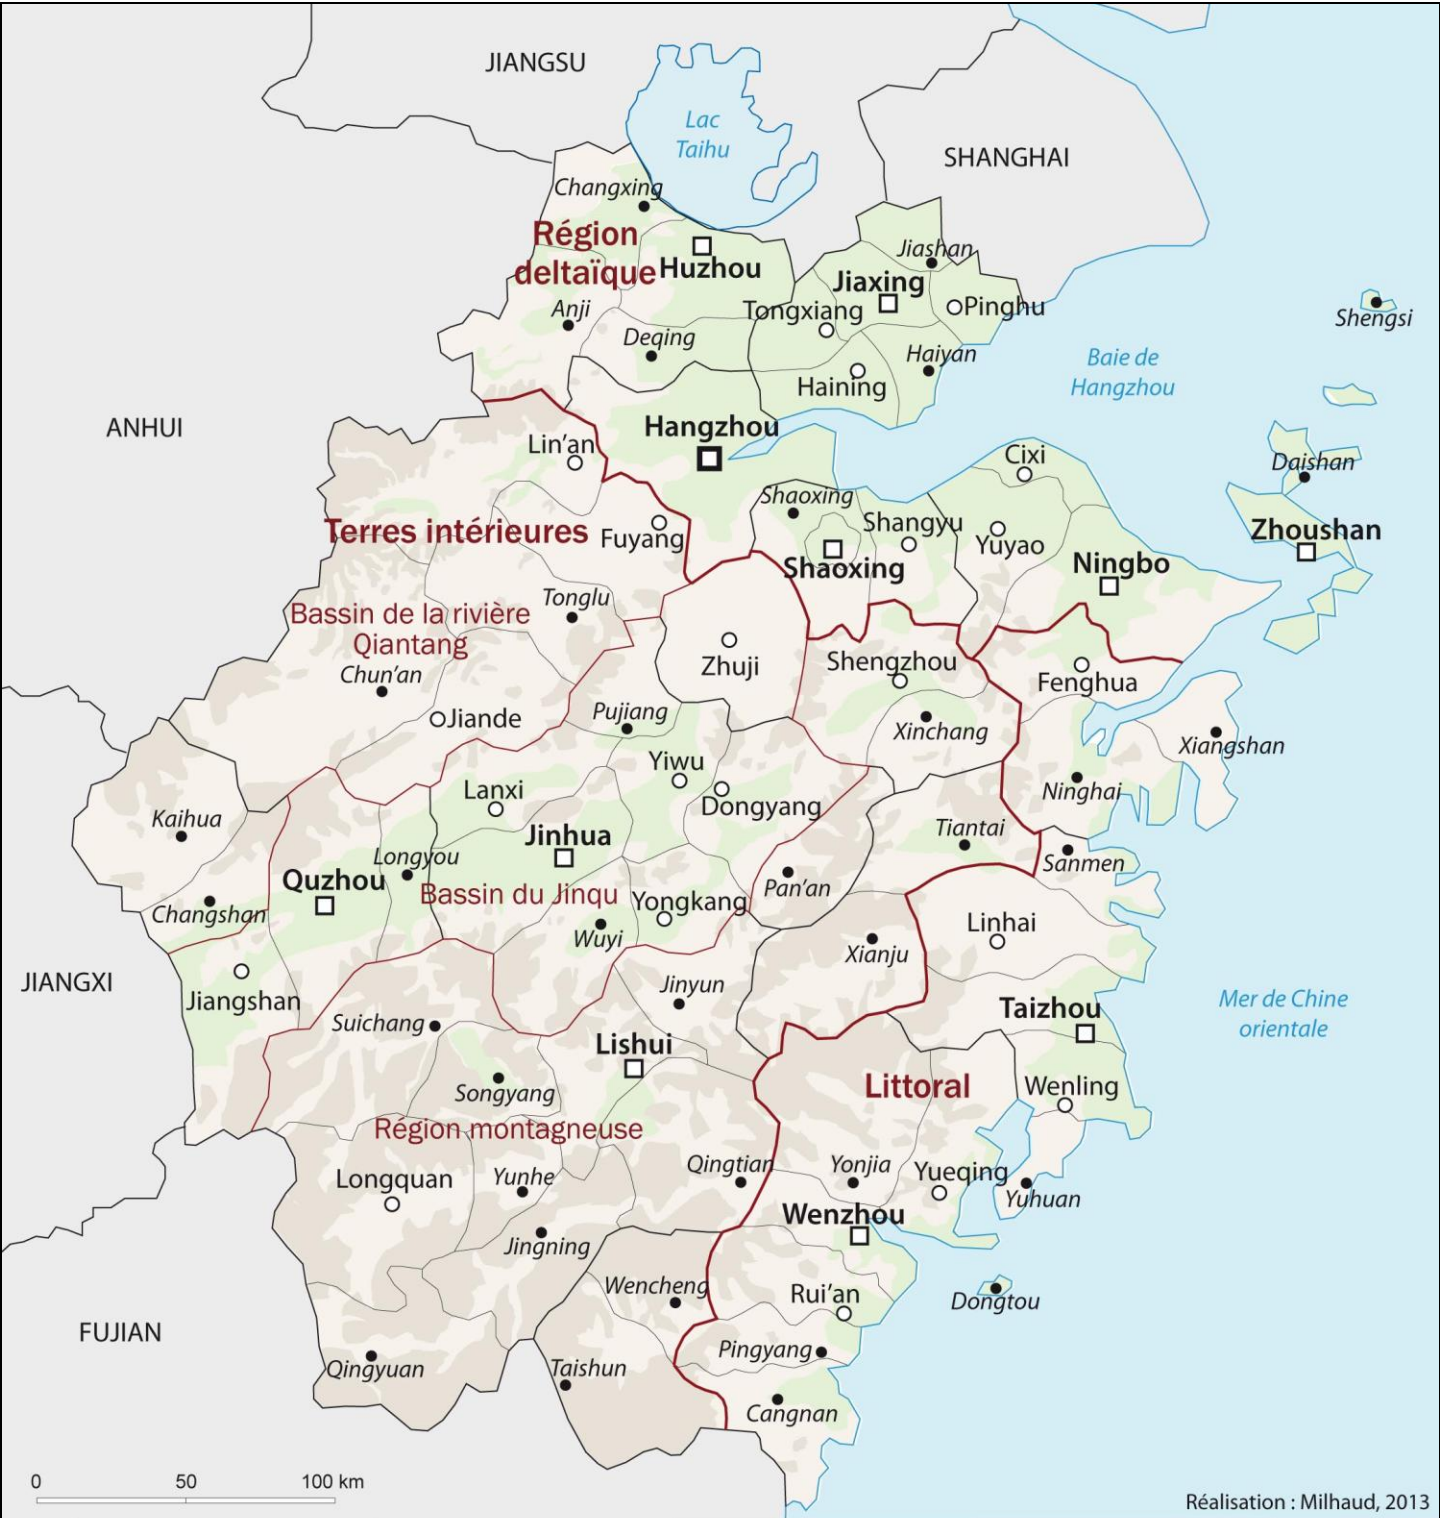 JIANGSU
Lac
Taihu
SHANGHAI
Changxing
Région
deltaïque
Huzhou
Jiashan
Jiaxing
Tongxiang
Pinghu
Anji
Deqing
Haiyan
Haining
Shengsi
Baie de
Hangzhou
ANHUI
Hangzhou
Lin'an
Cixi
Daishan
Shaoxing
Terres intérieures
Fuyang
Shangyu
Yuyao
Zhoushan
Shaoxing
Ningbo
Bassin de la rivière
Qiantang
Tonglu
Zhuji
Shengzhou
Fenghua
Chun'an
Jiande
Pujiang
Xinchang
Xiangshan
Yiwu
Lanxi
Dongyang
Ninghai
Kaihua
Jinhua
Tiantai
Longyou
Sanmen
Quzhou
Bassin du Jinqu
Yongkang
Pan'an
Changshan
Wuyi
Linhai
Xianju
JIANGXI
Jiangshan
Jinyun
Mer de Chine
orientale
Taizhou
Suichang
Lishui
Songyang
Littoral
Wenling
Région montagneuse
Longquan
Yunhe
Qingtian
Yonjia
Yueqing
Yuhuan
Wenzhou
Jingning
Wencheng
Rui'an
Dongtou
FUJIAN
Pingyang
Qingyuan
Taishun
Cangnan
0 50 100 km
Réalisation : Milhaud, 2013